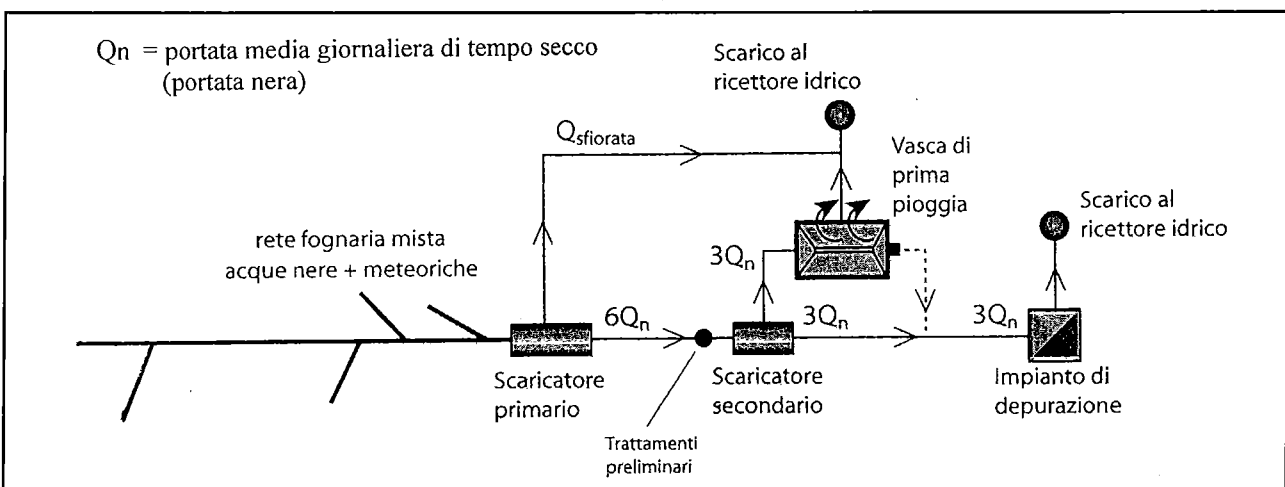 Qn = portata media giornaliera di tempo secco
(portata nera)
Scarico al
ricettore idrico
Qsfiorata
Vasca di
prima
pioggia
Scarico al
ricettore idrico
rete fognaria mista
acque nere + meteoriche
3Qn
6Qn
3Qn
3Qn
Scaricatore
primario
Scaricatore
secondario
Impianto di
depurazione
Trattamenti
preliminari